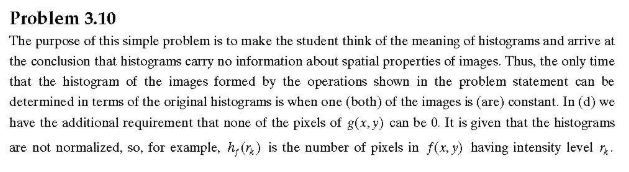 Problem 3.10
The purpose of this simple problem is to make the student think of the meaning of histograms and arrive at
the conclusion that histograms carry no information about spatial properties of images. Thus, the only time
that the histogram of the images formed by the operations shown in the problem statement can be
determined in terms of the original histograms is when one (both) of the images is (are) constant. In (d) we
have the additional requirement that none of the pixels of g(x, y) can be 0. It is given that the histograms
are not normalized, so, for example, h_f(r_k) is the number of pixels in f(x, y) having intensity level r_k.